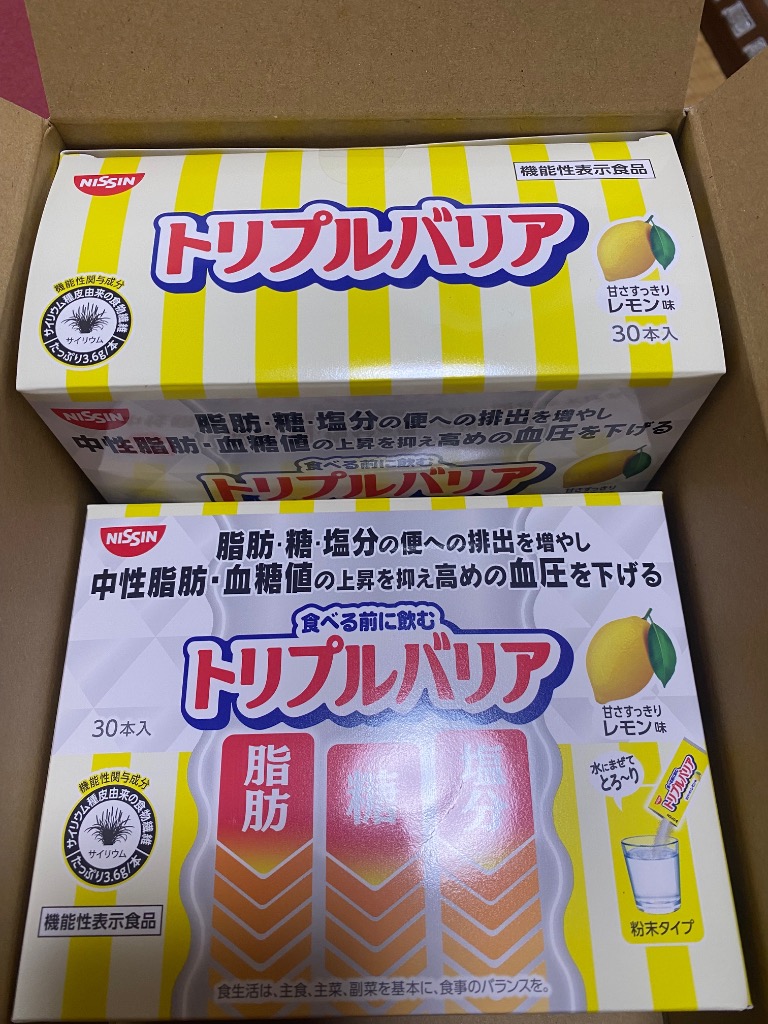 NISSIN
機能性表示食品
トリプルバリア
機能性関与成分
サイリウム種皮由来の食物繊維
サイリウム
たっぷり3.6g/本
甘さすっきり
レモン味
30本入
NISSIN
脂肪・糖・塩分の便への排出を増やし
中性脂肪・血糖値の上昇を抑え高めの血圧を下げる
食べる前に飲む
トリプルバリア
甘さすっきり
NISSIN
脂肪・糖・塩分の便への排出を増やし
中性脂肪・血糖値の上昇を抑え高めの血圧を下げる
食べる前に飲む
トリプルバリア
甘さすっきり
レモン味
30本入
脂肪
糖
塩分
水にまぜて
とろ〜り
トリプルバリア
機能性関与成分
サイリウム種皮由来の食物繊維
サイリウム
たっぷり3.6g/本
機能性表示食品
粉末タイプ
食生活は、主食、主菜、副菜を基本に、食事のバランスを。